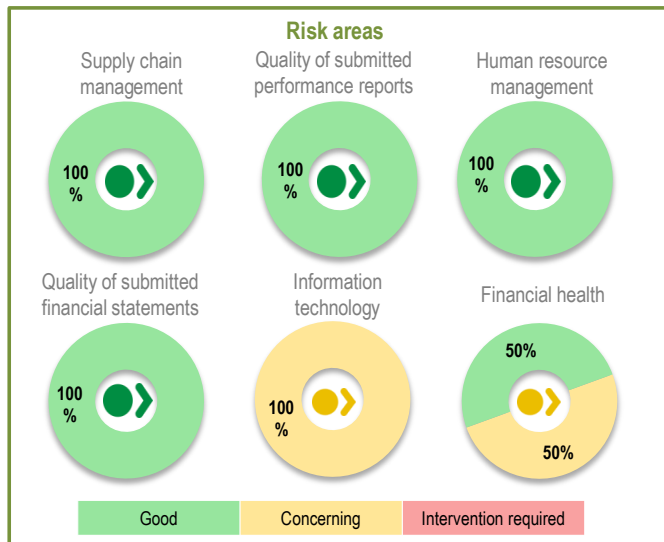 Risk areas
Supply chain
management
Quality of submitted
performance reports
Human resource
management
100
%
100
%
100
%
Quality of submitted
financial statements
Information
technology
Financial health
100
%
100
%
50%
50%
Good
Concerning
Intervention required